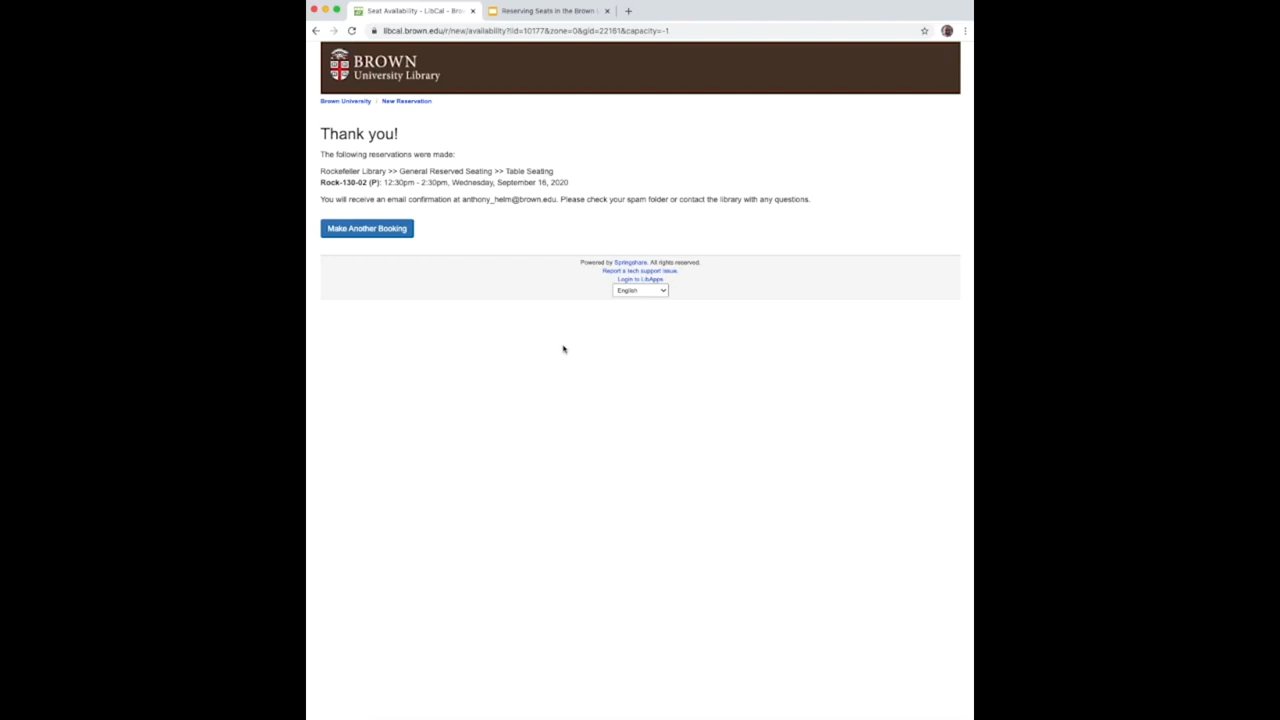 Seat Availability - LibCal - Bro
Reserving Seats in the Brown
libcal.brown.edu/r/new/availability?lid=10177&zone=0&gid=22161&capacity=-1
BROWN
University Library
Brown University / New Reservation
Thank you!
The following reservations were made:
Rockefeller Library >> General Reserved Seating >> Table Seating
Rock-130-02 (P): 12:30pm - 2:30pm, Wednesday, September 16, 2020
You will receive an email confirmation at anthony_helm@brown.edu. Please check your spam folder or contact the library with any questions.
Make Another Booking
Powered by Springshare. All rights reserved.
Report a tech support issue.
Login to LibApps
English